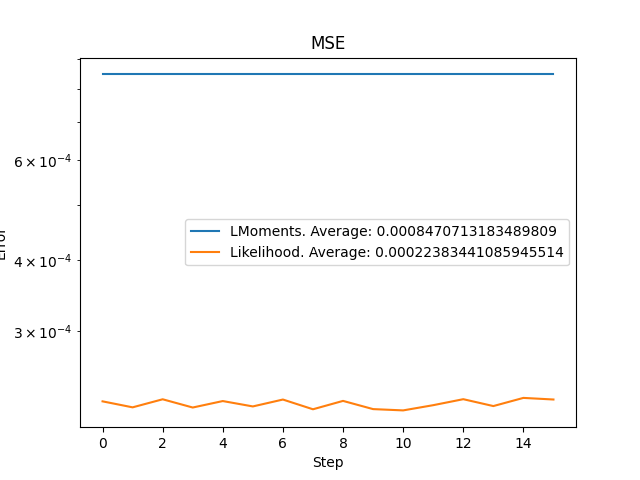 MSE
Error
6 × 10⁻⁴
4 × 10⁻⁴
3 × 10⁻⁴
LMoments. Average: 0.0008470713183489809
Likelihood. Average: 0.00022383441085945514
0 2 4 6 8 10 12 14
Step